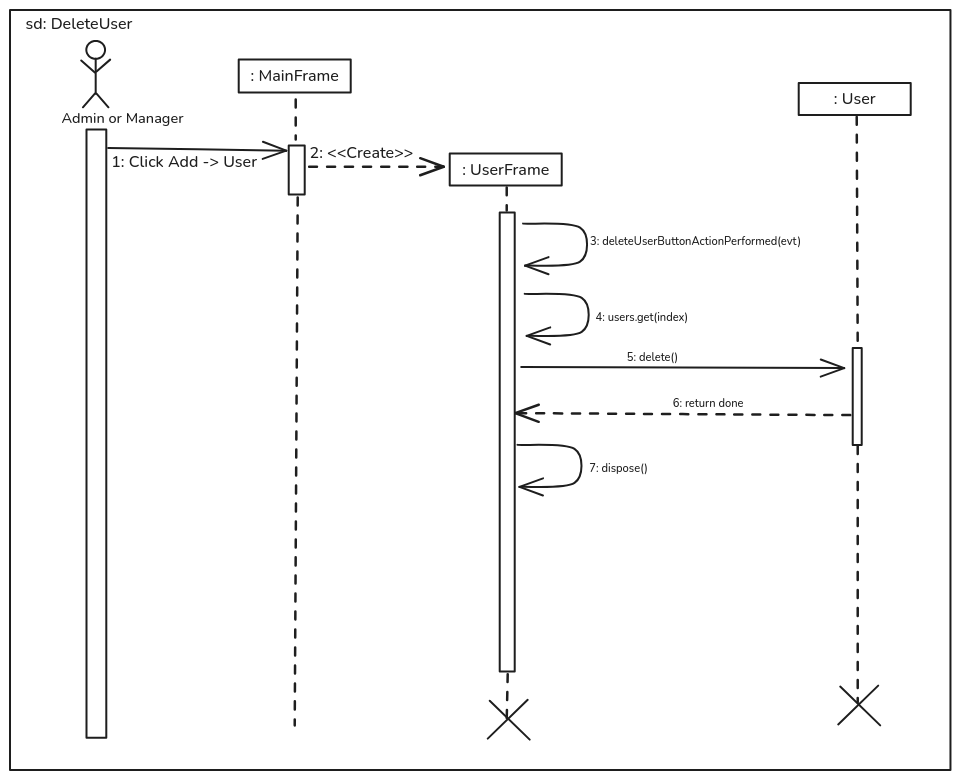 sd: DeleteUser
: MainFrame
: User
Admin or Manager
1: Click Add -> User
2: <<Create>>
: UserFrame
3: deleteUserButtonActionPerformed(evt)
4: users.get(index)
5: delete()
6: return done
7: dispose()